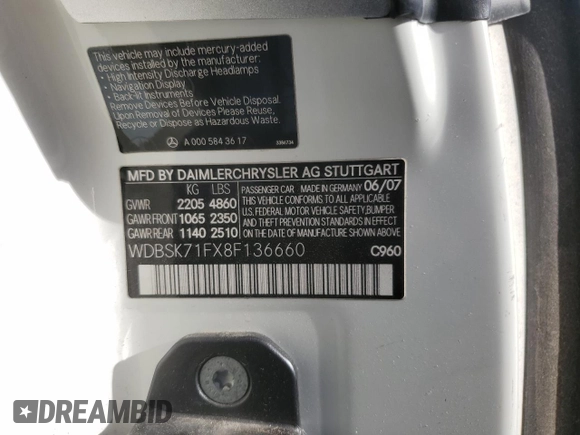 This vehicle may include mercury-added
devices installed by the manufacturer:
• High Intensity Discharge Headlamps
• Navigation Display
• Back-lit Instruments
Remove Devices Before Vehicle Disposal.
Upon Removal of Devices Please Reuse,
Recycle or Dispose as Hazardous Waste.
A 000 584 36 17
MFD BY DAIMLERCHRYSLER AG STUTTGART
KG LBS
GVWR 2205 4860
GAWR FRONT 1065 2350
GAWR REAR 1140 2510
PASSENGER CAR MADE IN GERMANY 06/07
THIS VEHICLE CONFORMS TO ALL APPLICABLE
U.S. FEDERAL MOTOR VEHICLE SAFETY, BUMPER
AND THEFT PREVENTION STANDARDS IN EFFECT
ON THE DATE OF MANUFACTURE SHOWN ABOVE
WDBSK71FX8F136660 C960
DREAMBID